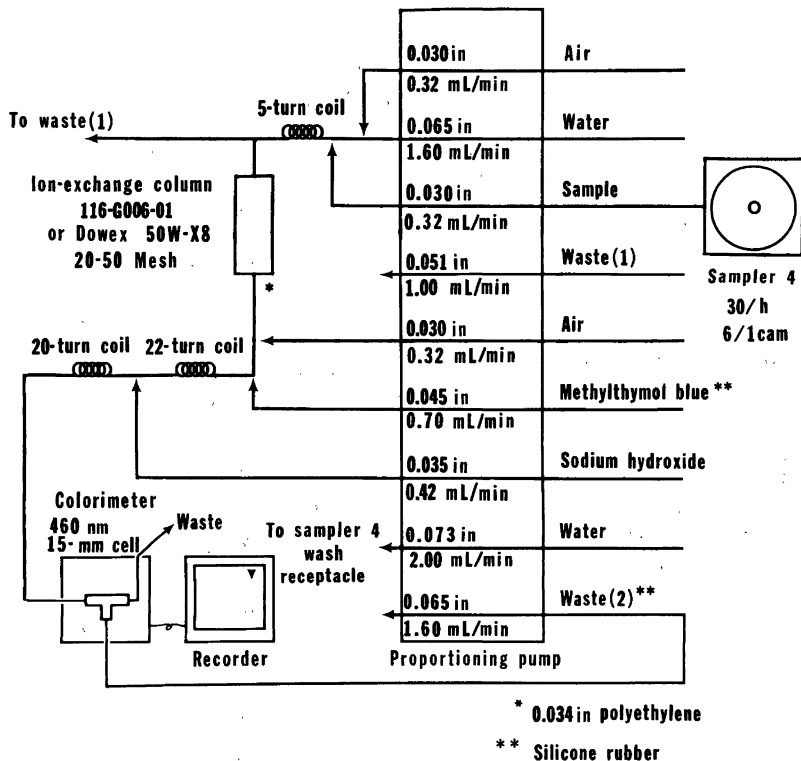 0.030 in Air
0.32 mL/min
5-turn coil
To waste(1)
0.065 in Water
1.60 mL/min
Ion-exchange column
116-G006-01
or Dowex 50W-X8
20-50 Mesh
*
0.030 in Sample
0.32 mL/min
Sampler 4
30/h
6/1cam
0.051 in Waste(1)
1.00 mL/min
0.030 in Air
0.32 mL/min
20-turn coil 22-turn coil
0.045 in Methylthymol blue**
0.70 mL/min
0.035 in Sodium hydroxide
0.42 mL/min
Colorimeter
460 nm
15-mm cell
Waste
To sampler 4
wash
receptacle
0.073 in Water
2.00 mL/min
0.065 in Waste(2)**
1.60 mL/min
Recorder
Proportioning pump
* 0.034 in polyethylene
** Silicone rubber